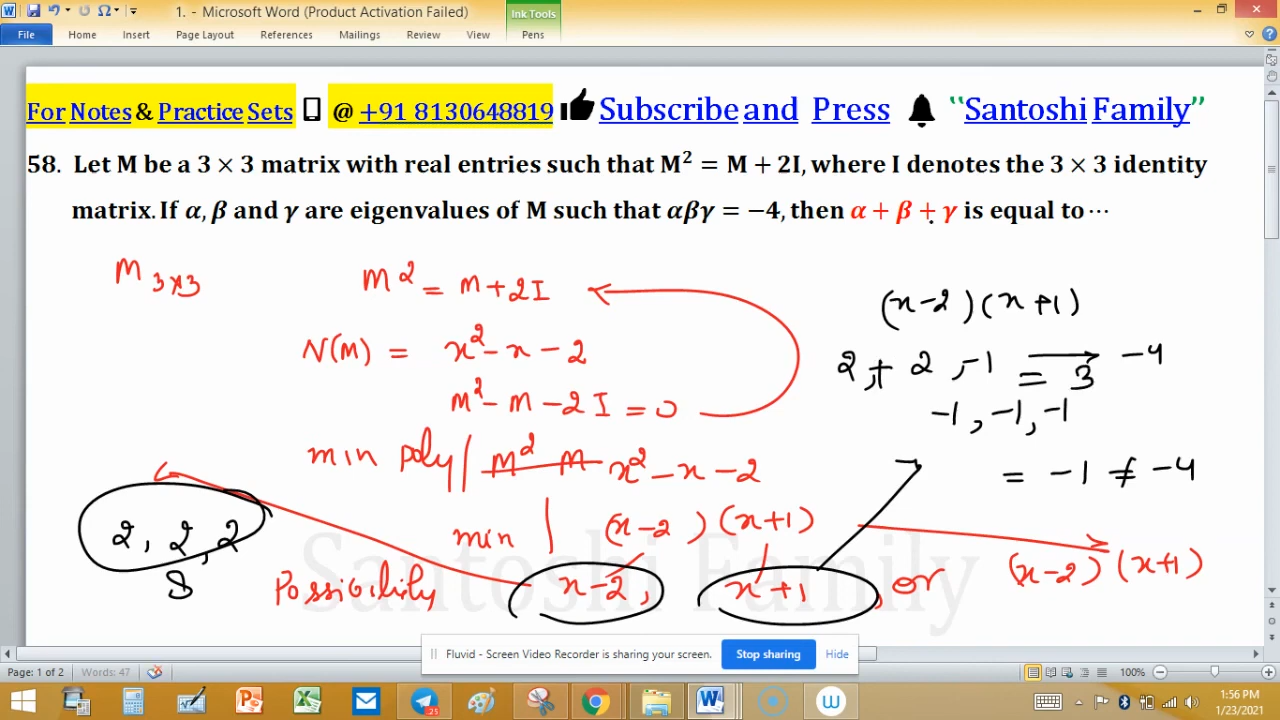 1. - Microsoft Word (Product Activation Failed)
Ink Tools
File Home Insert Page Layout References Mailings Review View Pens
For Notes & Practice Sets @ +91 8130648819 Subscribe and Press "Santoshi Family"
58. Let M be a 3 × 3 matrix with real entries such that M² = M + 2I, where I denotes the 3 × 3 identity
matrix. If α, β and γ are eigenvalues of M such that αβγ = −4, then α + β + γ is equal to ⋯
M 3×3
M² = M + 2I
N(M) = x² - x - 2
M² - M - 2I = 0
min poly | M² M x² - x - 2
min | (x-2)(x+1)
Possibility x-2, x+1, or (x-2)(x+1)
2, 2, 2
8
(x-2)(x+1)
2,+ 2, -1 → -4
= 3
-1, -1, -1
= -1 ≠ -4
Santoshi Family
Fluvid - Screen Video Recorder is sharing your screen. Stop sharing Hide
Page: 1 of 2 Words: 47 100%
25
1:56 PM
1/23/2021